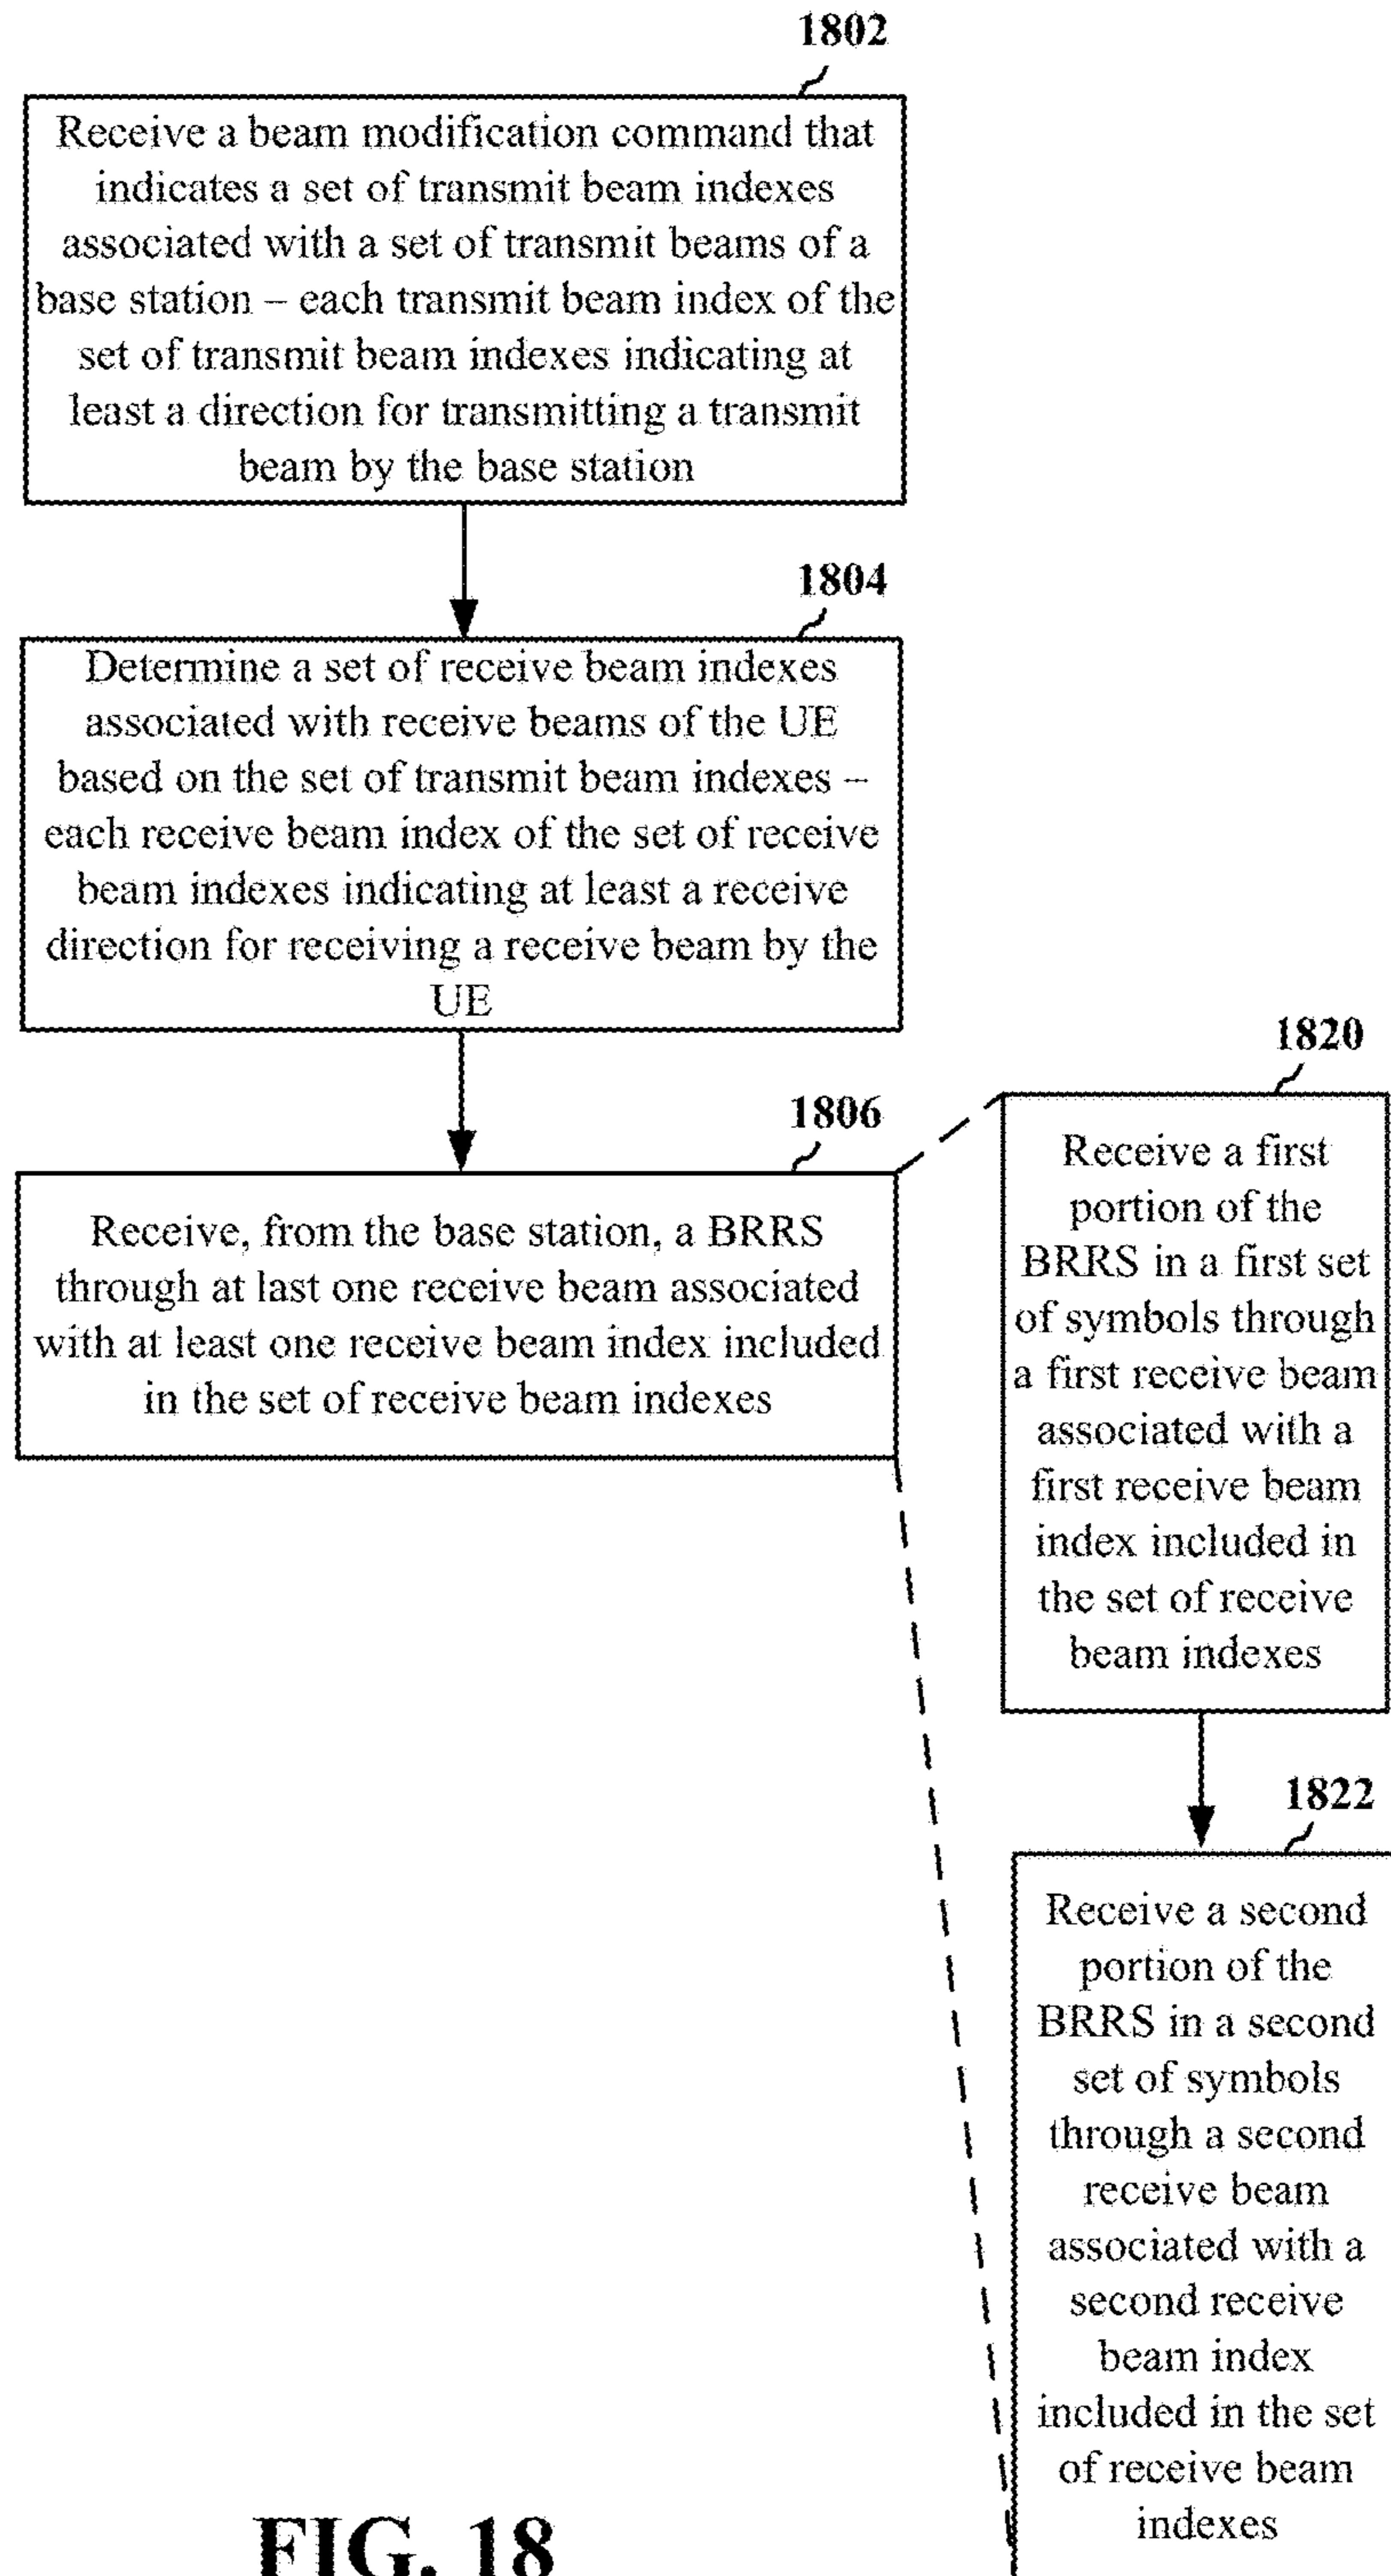 1802
Receive a beam modification command that
indicates a set of transmit beam indexes
associated with a set of transmit beams of a
base station – each transmit beam index of the
set of transmit beam indexes indicating at
least a direction for transmitting a transmit
beam by the base station
1804
Determine a set of receive beam indexes
associated with receive beams of the UE
based on the set of transmit beam indexes –
each receive beam index of the set of receive
beam indexes indicating at least a receive
direction for receiving a receive beam by the
UE
1806
Receive, from the base station, a BRRS
through at last one receive beam associated
with at least one receive beam index included
in the set of receive beam indexes
1820
Receive a first
portion of the
BRRS in a first set
of symbols through
a first receive beam
associated with a
first receive beam
index included in
the set of receive
beam indexes
1822
Receive a second
portion of the
BRRS in a second
set of symbols
through a second
receive beam
associated with a
second receive
beam index
included in the set
of receive beam
indexes
FIG. 18